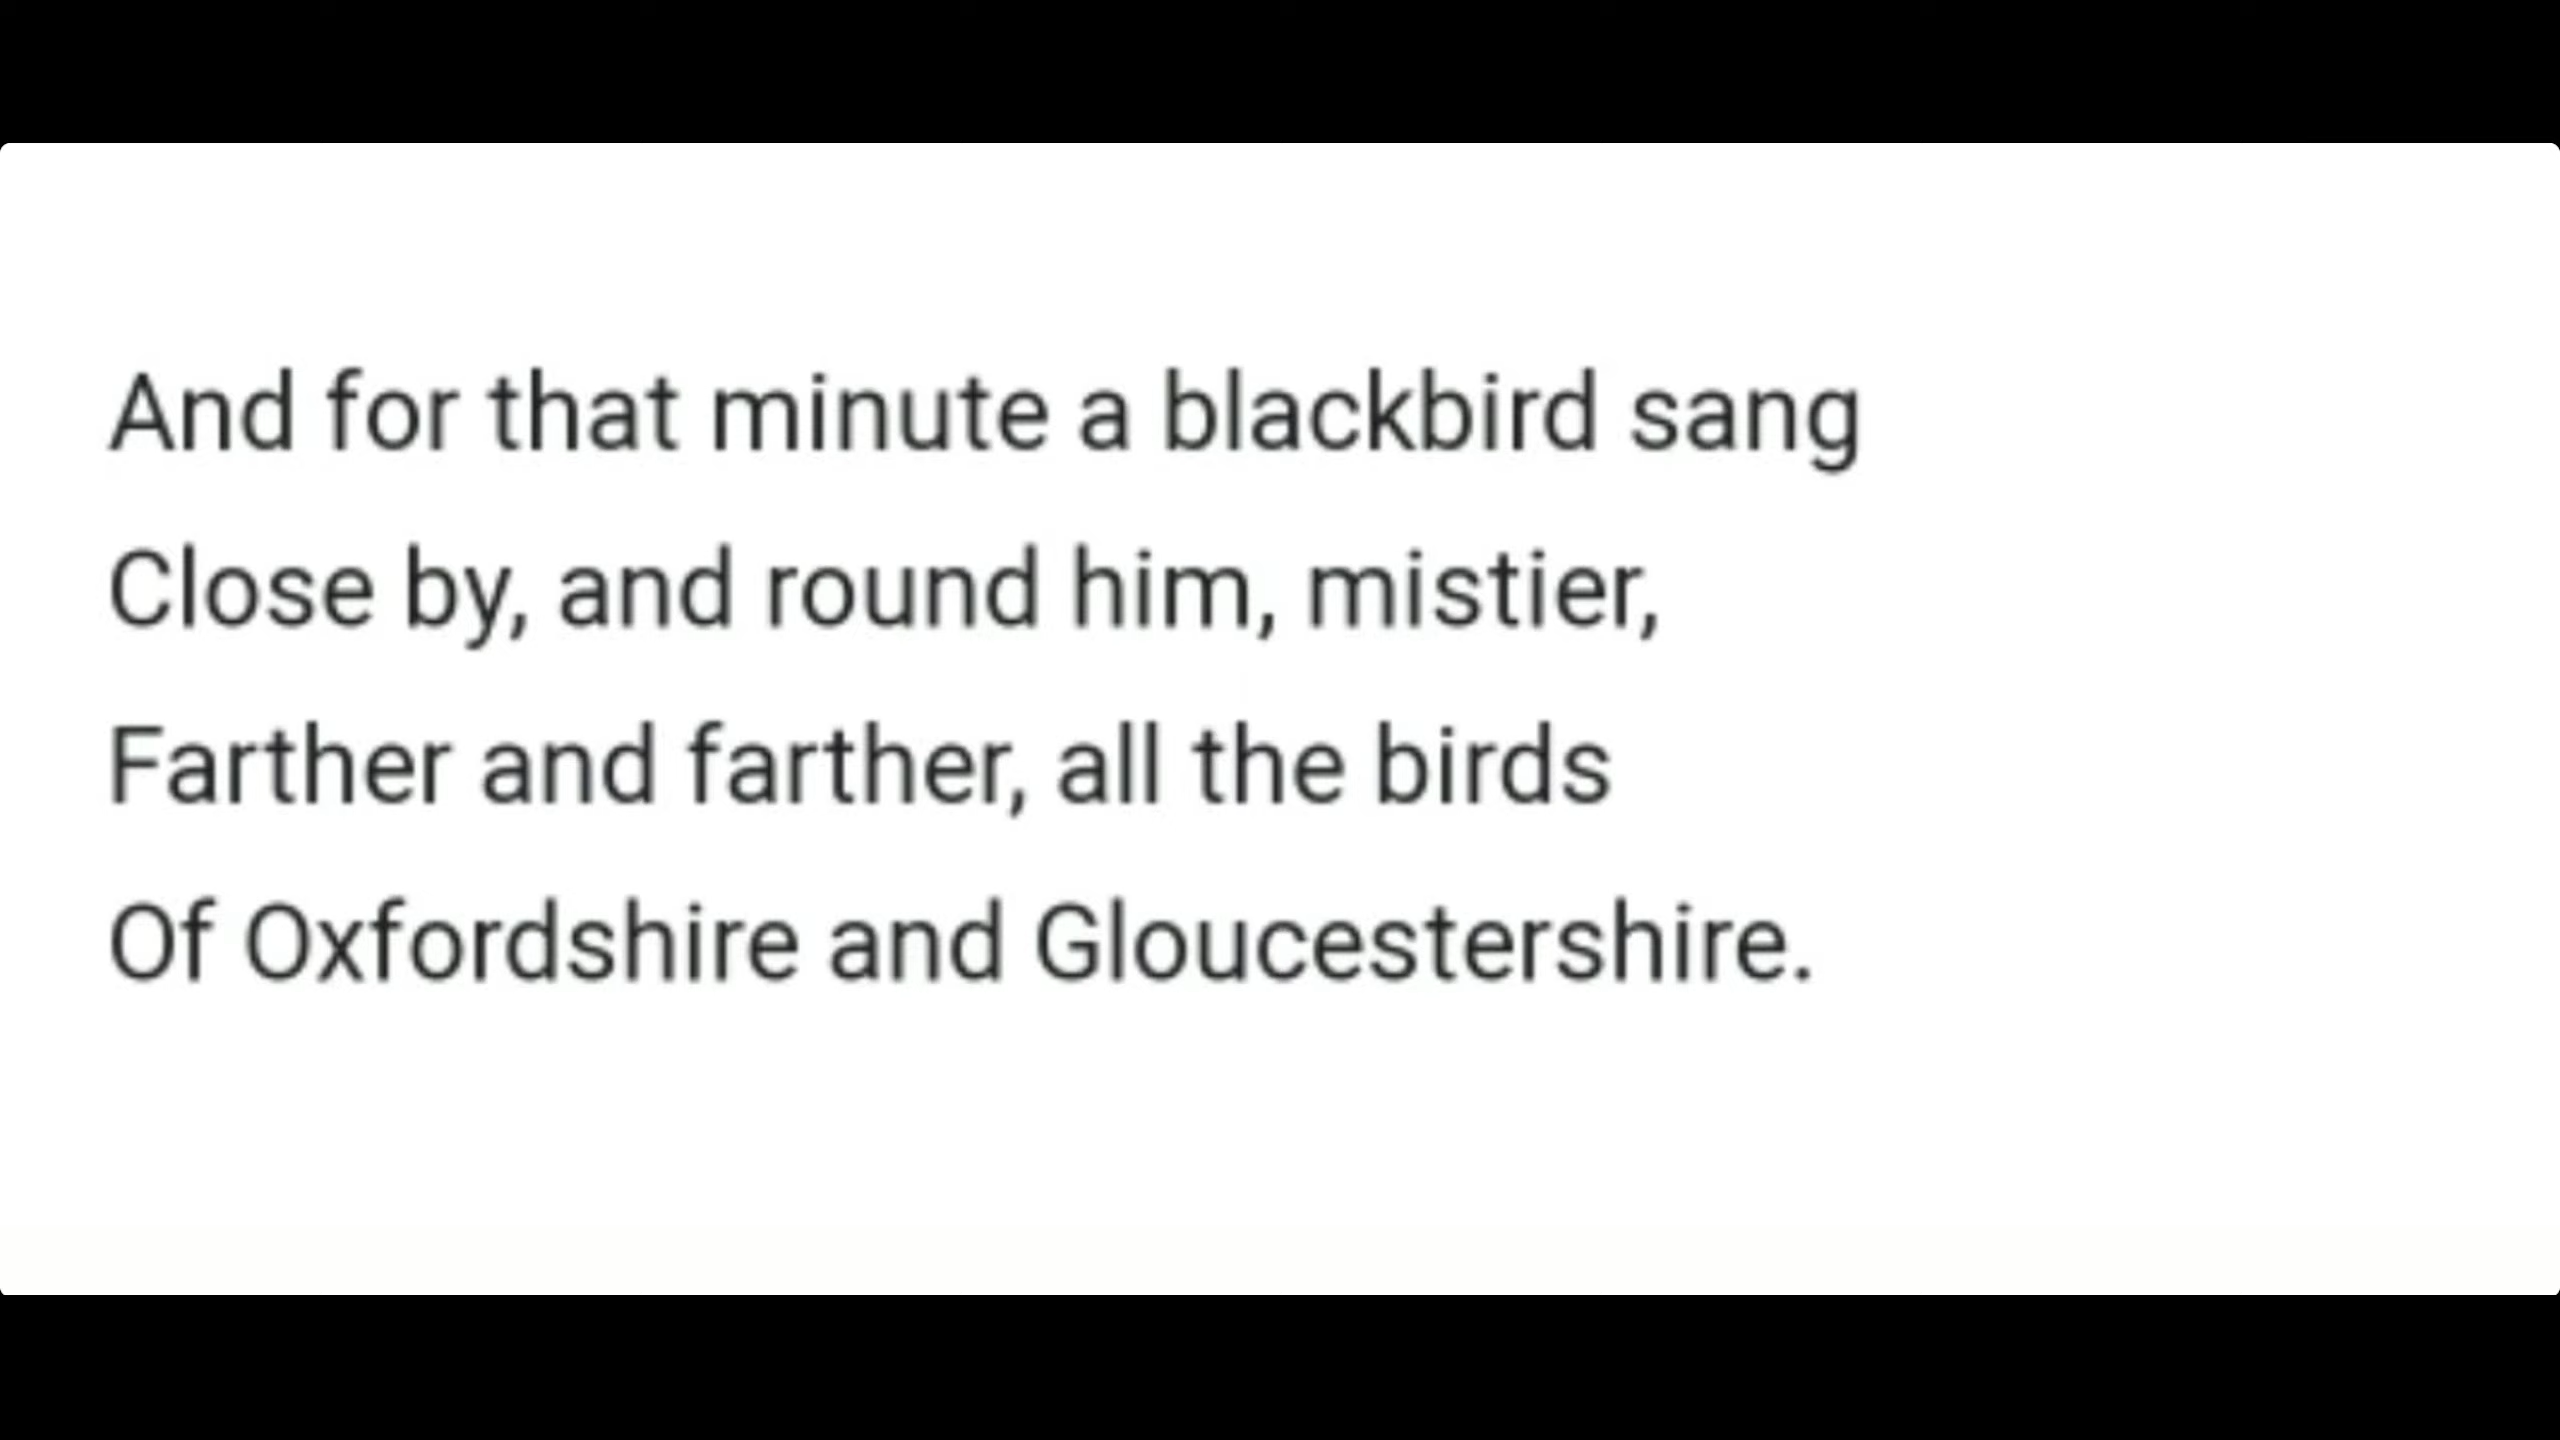 And for that minute a blackbird sang
Close by, and round him, mistier,
Farther and farther, all the birds
Of Oxfordshire and Gloucestershire.